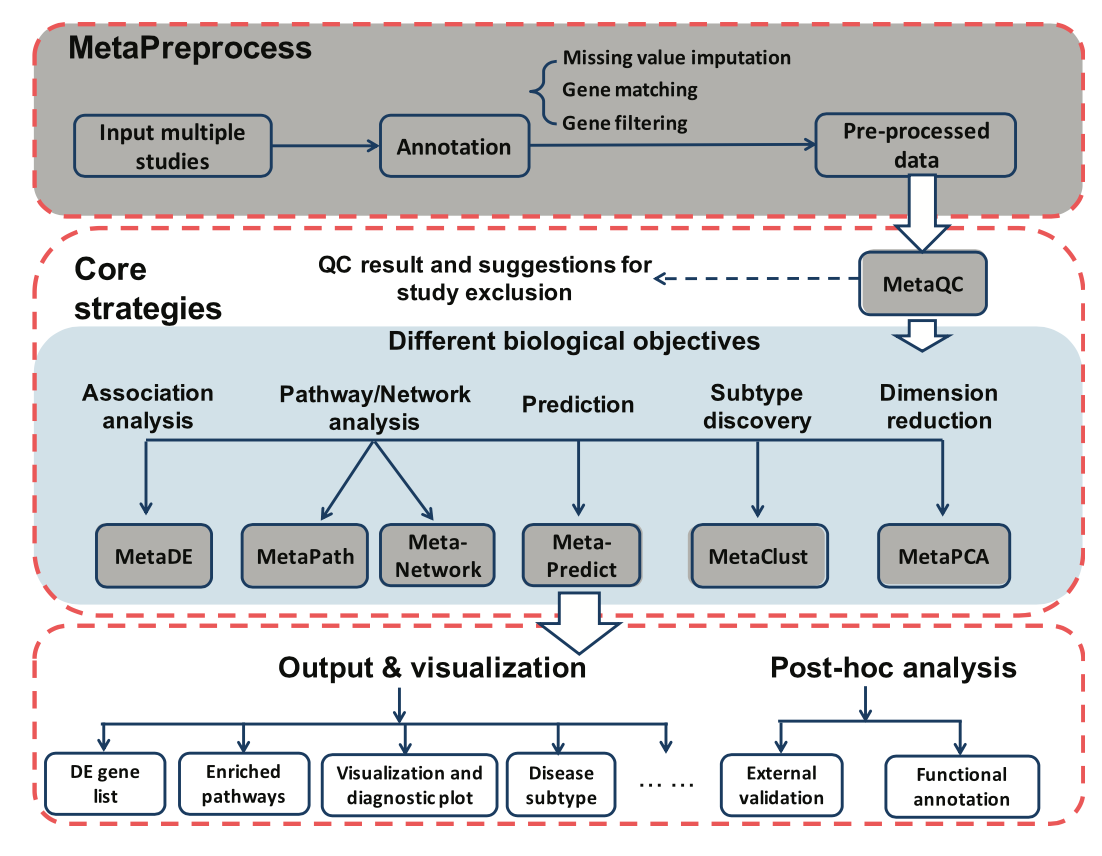 MetaPreprocess
Missing value imputation
Gene matching
Gene filtering
Input multiple
studies
Annotation
Pre-processed
data
Core
strategies
QC result and suggestions for
study exclusion
MetaQC
Different biological objectives
Association
analysis
Pathway/Network
analysis
Prediction
Subtype
discovery
Dimension
reduction
MetaDE
MetaPath
Meta-
Network
Meta-
Predict
MetaClust
MetaPCA
Output & visualization
Post-hoc analysis
DE gene
list
Enriched
pathways
Visualization and
diagnostic plot
Disease
subtype
... ...
External
validation
Functional
annotation